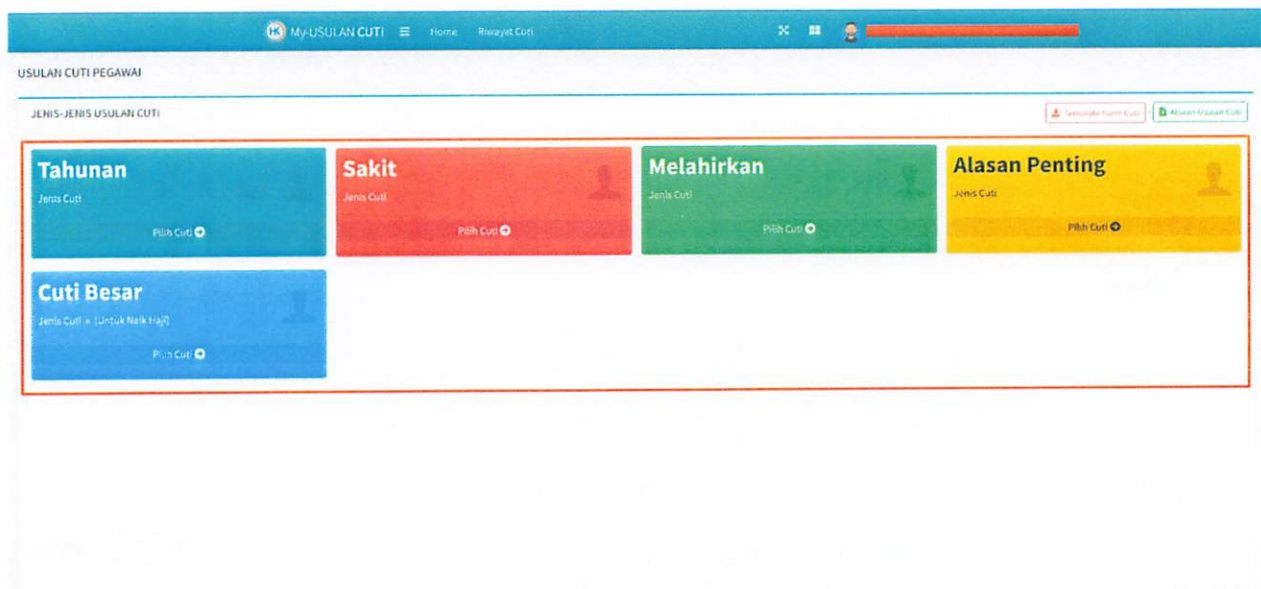 HK My-USULAN CUTI Home Riwayat Cuti
USULAN CUTI PEGAWAI
JENIS-JENIS USULAN CUTI
Template Form Cuti
Alasan Usulan Cuti
Tahunan
Jenis Cuti
Pilih Cuti
Sakit
Jenis Cuti
Pilih Cuti
Melahirkan
Jenis Cuti
Pilih Cuti
Alasan Penting
Jenis Cuti
Pilih Cuti
Cuti Besar
Jenis Cuti + (Untuk Naik Haji)
Pilih Cuti